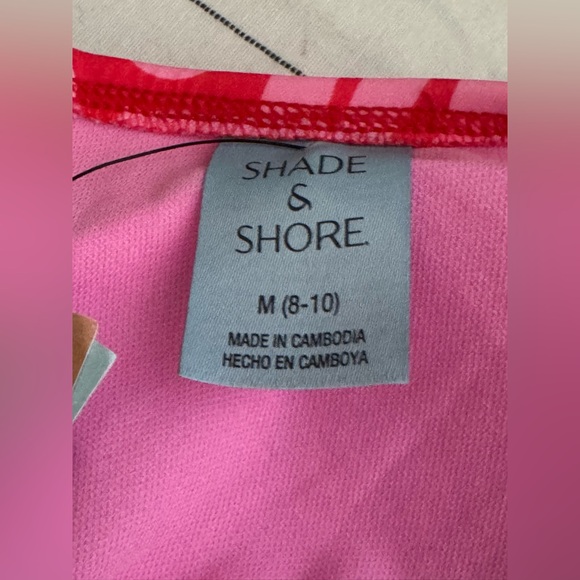 SHADE
&
SHORE.
M (8-10)
MADE IN CAMBODIA
HECHO EN CAMBOYA